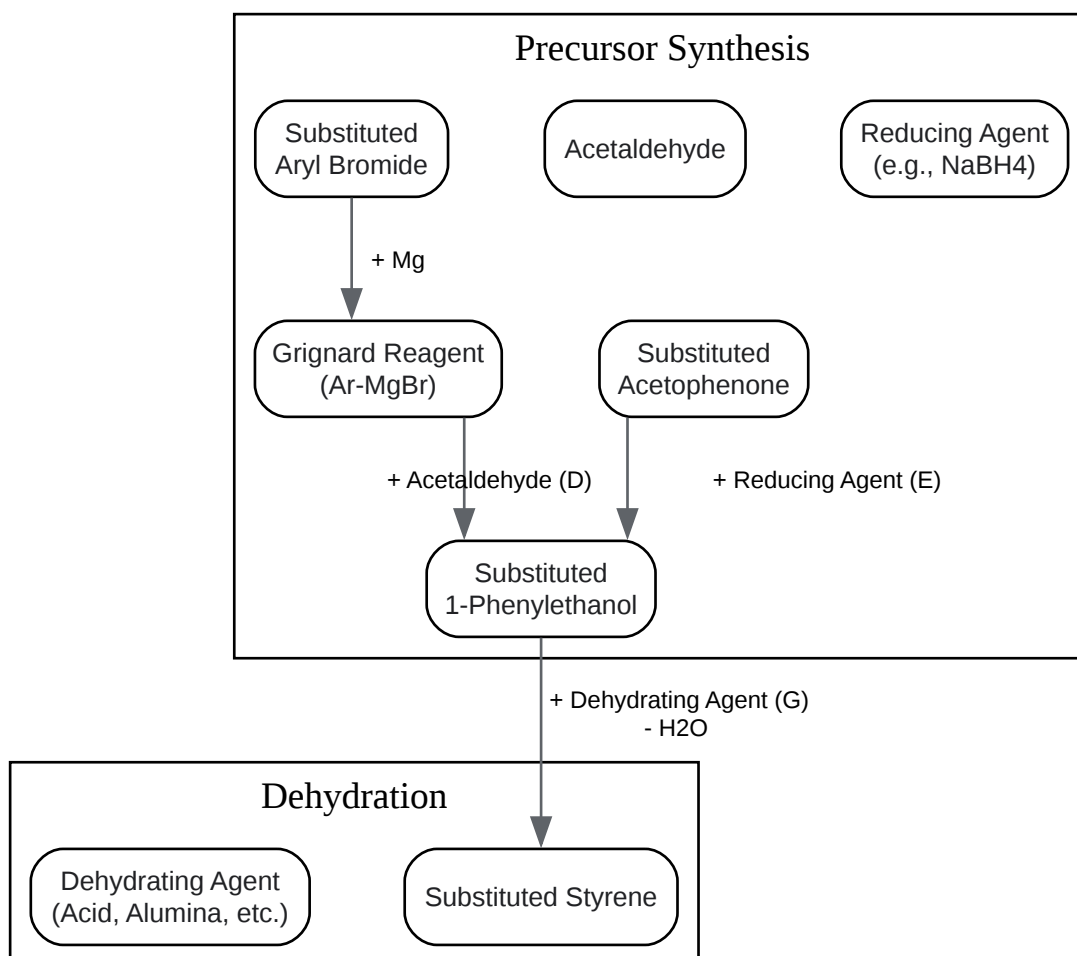 Precursor Synthesis
Substituted
Aryl Bromide
Acetaldehyde
Reducing Agent
(e.g., NaBH4)
+ Mg
Grignard Reagent
(Ar-MgBr)
Substituted
Acetophenone
+ Acetaldehyde (D)
+ Reducing Agent (E)
Substituted
1-Phenylethanol
+ Dehydrating Agent (G)
- H2O
Dehydration
Dehydrating Agent
(Acid, Alumina, etc.)
Substituted Styrene